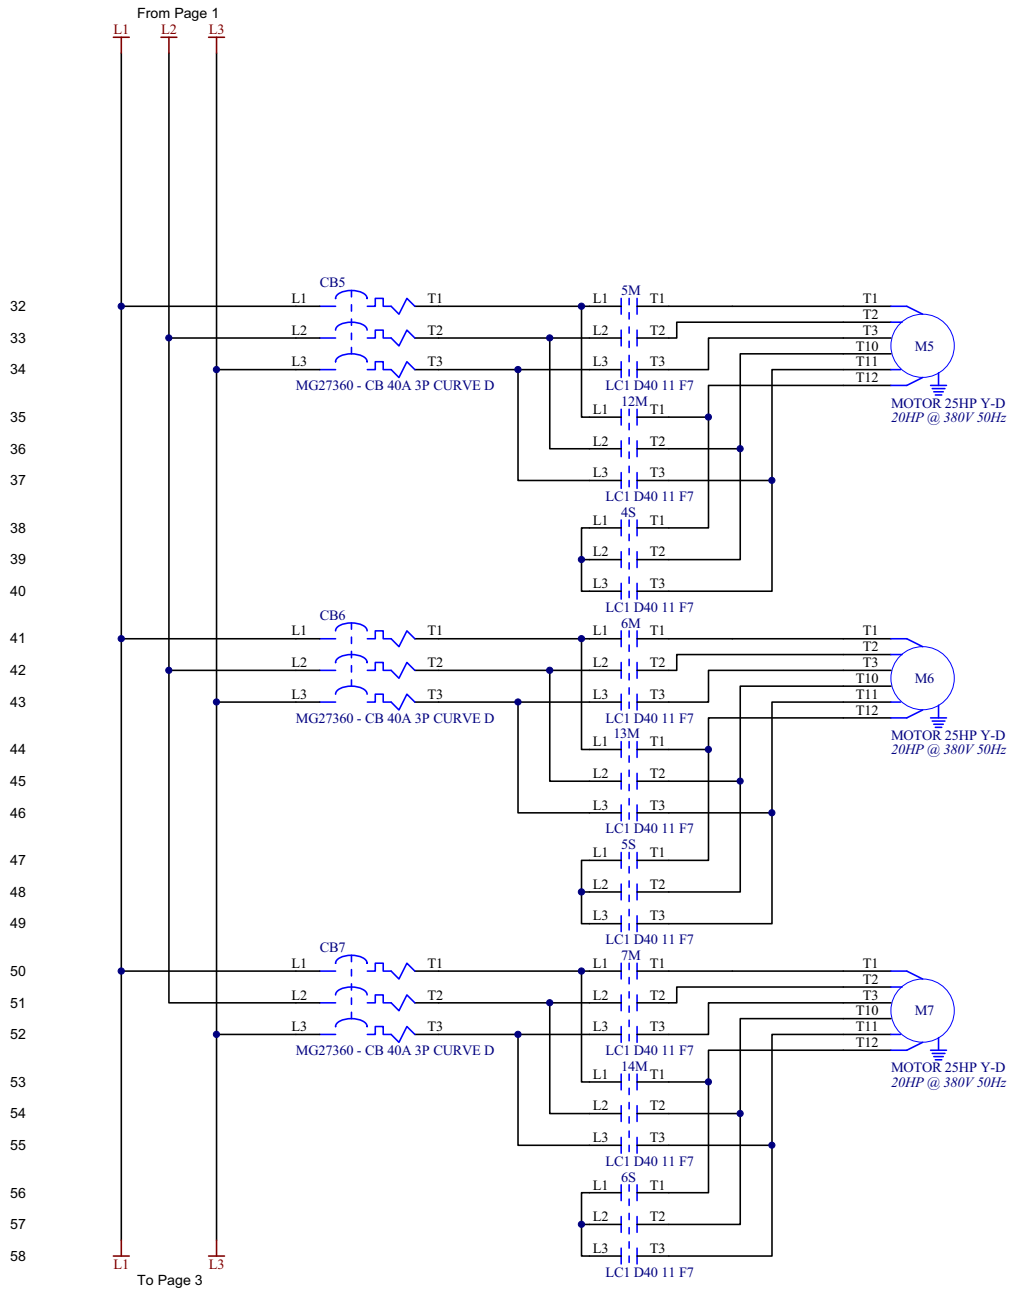 From Page 1
L1 L2 L3
CB5 5M
32 L1 T1 L1 T1 T1
T2
33 L2 T2 L2 T2 T3
M5
T10
34 L3 T3 L3 T3 T11
T12
MG27360 - CB 40A 3P CURVE D LC1 D40 11 F7
MOTOR 25HP Y-D
20HP @ 380V 50Hz
12M
35 L1 T1
36 L2 T2
37 L3 T3
LC1 D40 11 F7
4S
38 L1 T1
39 L2 T2
40 L3 T3
LC1 D40 11 F7
CB6 6M
41 L1 T1 L1 T1 T1
T2
42 L2 T2 L2 T2 T3
M6
T10
43 L3 T3 L3 T3 T11
T12
MG27360 - CB 40A 3P CURVE D LC1 D40 11 F7
MOTOR 25HP Y-D
20HP @ 380V 50Hz
13M
44 L1 T1
45 L2 T2
46 L3 T3
LC1 D40 11 F7
5S
47 L1 T1
48 L2 T2
49 L3 T3
LC1 D40 11 F7
CB7 7M
50 L1 T1 L1 T1 T1
T2
51 L2 T2 L2 T2 T3
M7
T10
52 L3 T3 L3 T3 T11
T12
MG27360 - CB 40A 3P CURVE D LC1 D40 11 F7
MOTOR 25HP Y-D
20HP @ 380V 50Hz
14M
53 L1 T1
54 L2 T2
55 L3 T3
LC1 D40 11 F7
6S
56 L1 T1
57 L2 T2
58 L3 T3
LC1 D40 11 F7
L1 L3
To Page 3